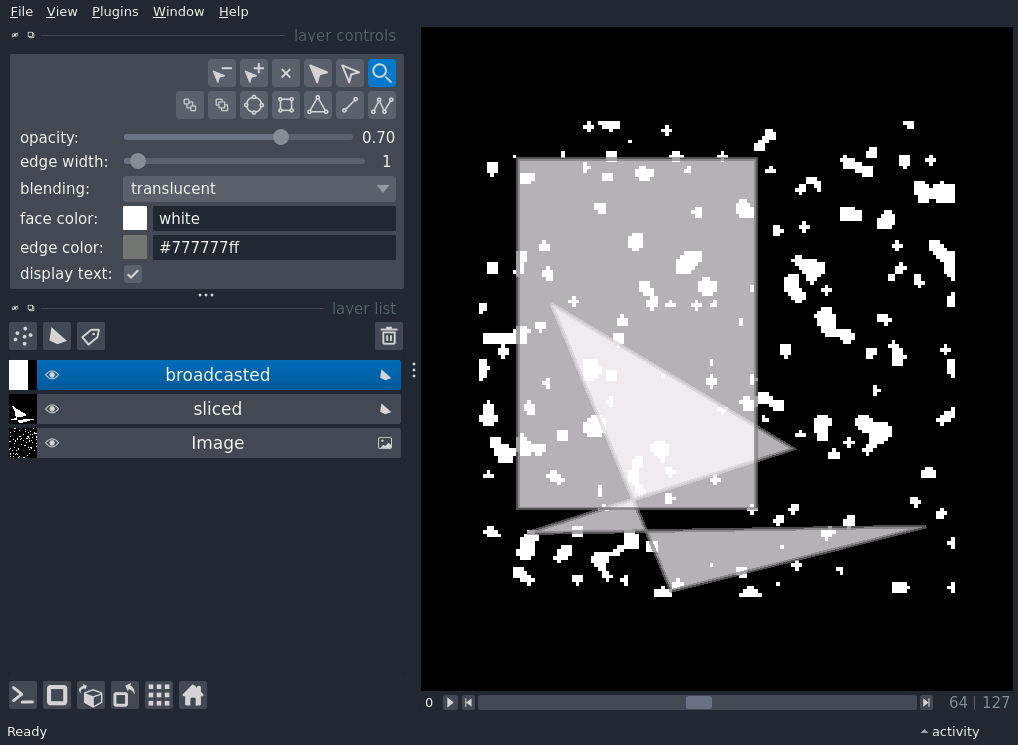 File View Plugins Window Help
layer controls
opacity: 0.70
edge width: 1
blending: translucent
face color: white
edge color: #777777ff
display text:
layer list
broadcasted
sliced
Image
0 64 | 127
Ready activity